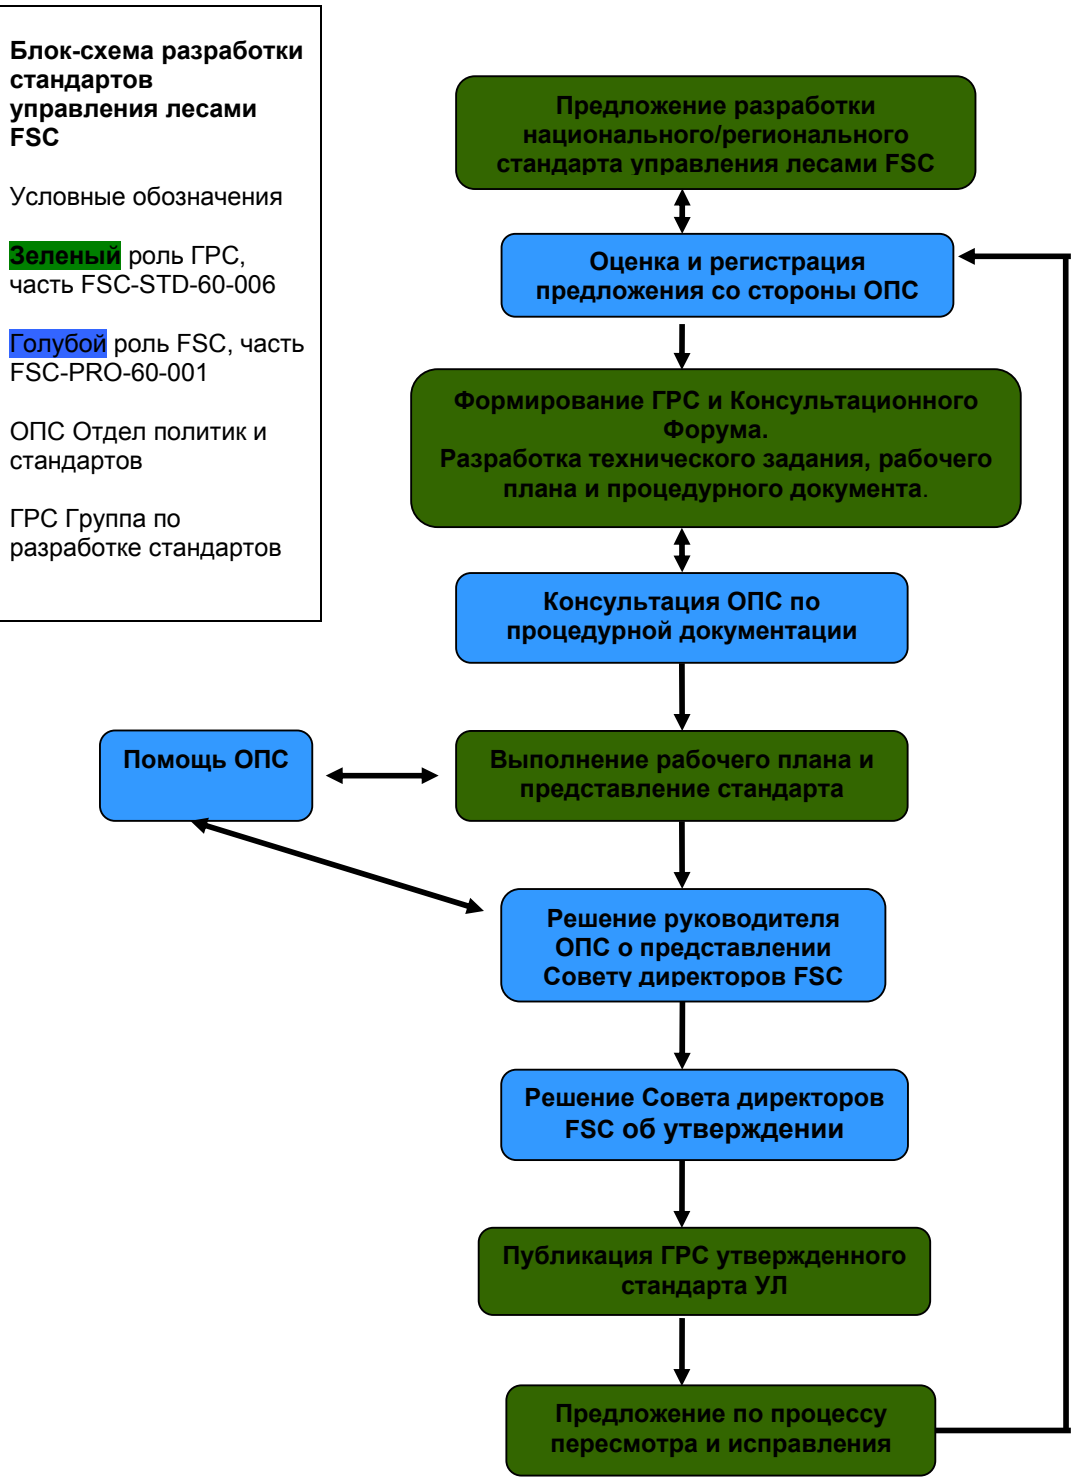 Блок-схема разработки
стандартов
управления лесами
FSC
Условные обозначения
Зеленый роль ГРС,
часть FSC-STD-60-006
Голубой роль FSC, часть
FSC-PRO-60-001
ОПС Отдел политик и
стандартов
ГРС Группа по
разработке стандартов
Предложение разработки
национального/регионального
стандарта управления лесами FSC
Оценка и регистрация
предложения со стороны ОПС
Формирование ГРС и Консультационного
Форума.
Разработка технического задания, рабочего
плана и процедурного документа.
Консультация ОПС по
процедурной документации
Помощь ОПС
Выполнение рабочего плана и
представление стандарта
Решение руководителя
ОПС о представлении
Совету директоров FSC
Решение Совета директоров
FSC об утверждении
Публикация ГРС утвержденного
стандарта УЛ
Предложение по процессу
пересмотра и исправления